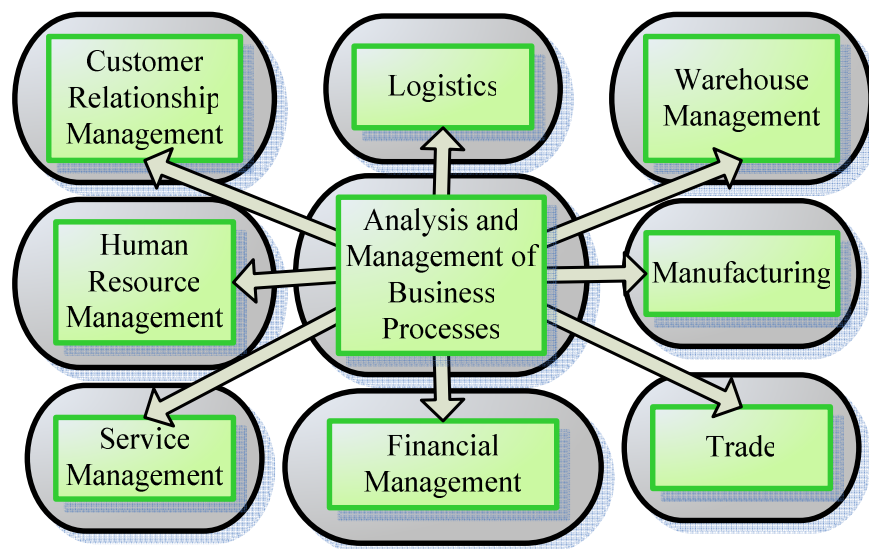 Customer
Relationship
Management
Logistics
Warehouse
Management
Human
Resource
Management
Analysis and
Management of
Business
Processes
Manufacturing
Service
Management
Financial
Management
Trade